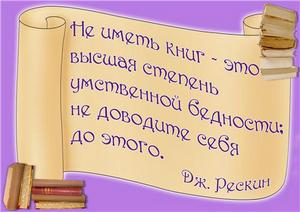 Не иметь книг - это
высшая степень
умственной бедности;
не доводите себя
до этого.
Дж. Рескин